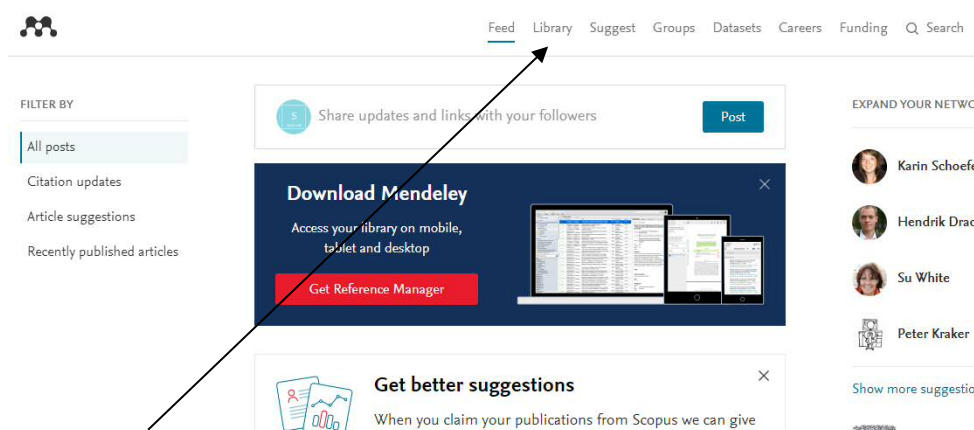 Feed Library Suggest Groups Datasets Careers Funding Search
FILTER BY
All posts
Citation updates
Article suggestions
Recently published articles
Share updates and links with your followers
Post
Download Mendeley
Access your library on mobile,
tablet and desktop
Get Reference Manager
Get better suggestions
When you claim your publications from Scopus we can give
EXPAND YOUR NETWO
Karin Schoefe
Hendrik Drac
Su White
Peter Kraker
Show more suggestio